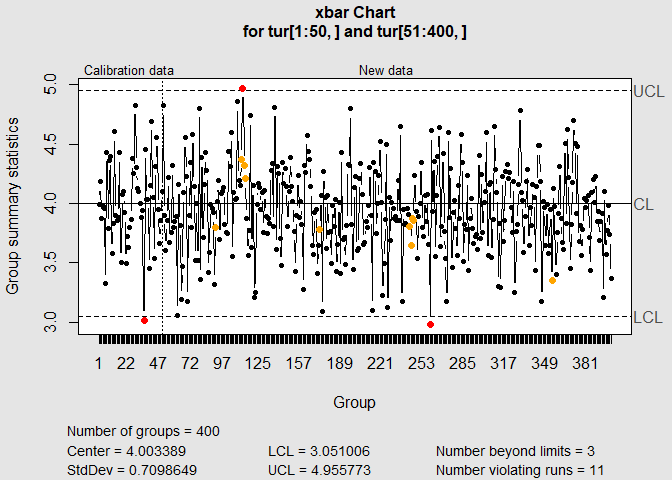 xbar Chart
for tur[1:50, ] and tur[51:400, ]
Calibration data New data
Group summary statistics
5.0
4.5
4.0
3.5
3.0
UCL
CL
LCL
1 22 47 72 97 125 157 189 221 253 285 317 349 381
Group
Number of groups = 400
Center = 4.003389 LCL = 3.051006 Number beyond limits = 3
StdDev = 0.7098649 UCL = 4.955773 Number violating runs = 11